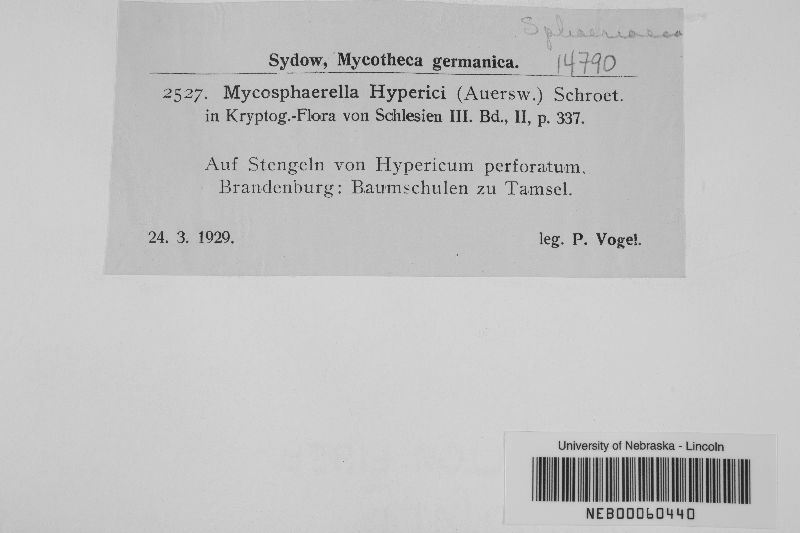 Sphaeriacea
Sydow, Mycotheca germanica. 14790
2527. Mycosphaerella Hyperici (Auersw.) Schroet.
in Kryptog.-Flora von Schlesien III. Bd., II, p. 337.
Auf Stengeln von Hypericum perforatum.
Brandenburg: Baumschulen zu Tamsel.
24. 3. 1929. leg. P. Vogel.
University of Nebraska - Lincoln
NEB00060440